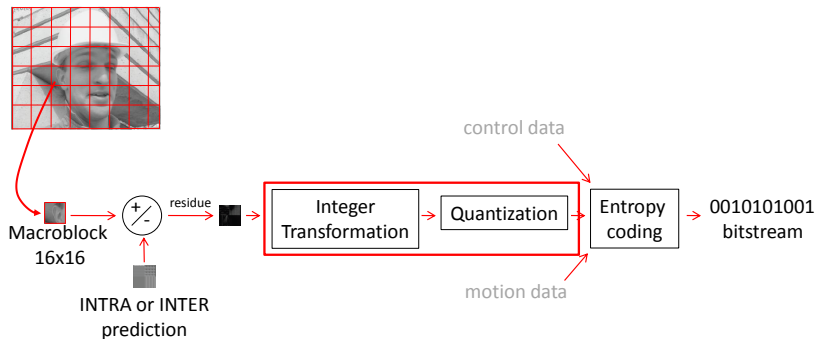 control data
+/-
residue
Macroblock
16x16
Integer
Transformation
Quantization
Entropy
coding
0010101001
bitstream
INTRA or INTER
prediction
motion data